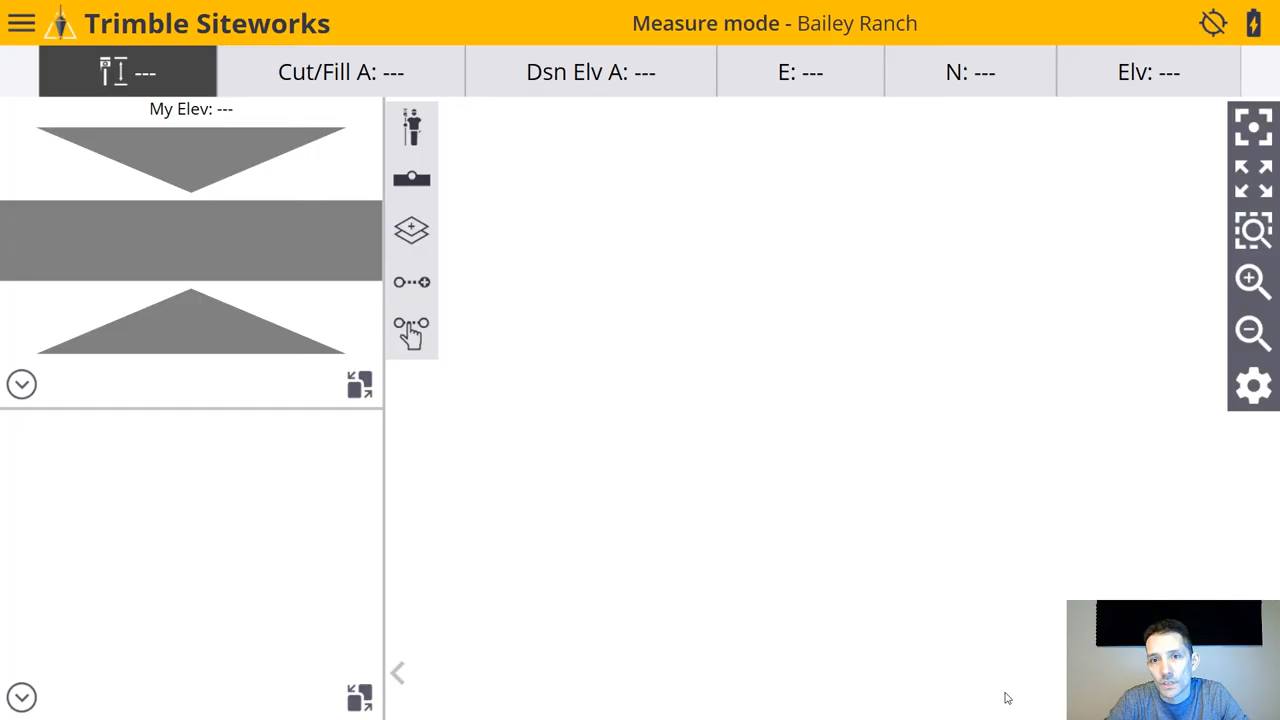 Trimble Siteworks
Measure mode - Bailey Ranch
---
Cut/Fill A: ---
Dsn Elv A: ---
E: ---
N: ---
Elv: ---
My Elev: ---